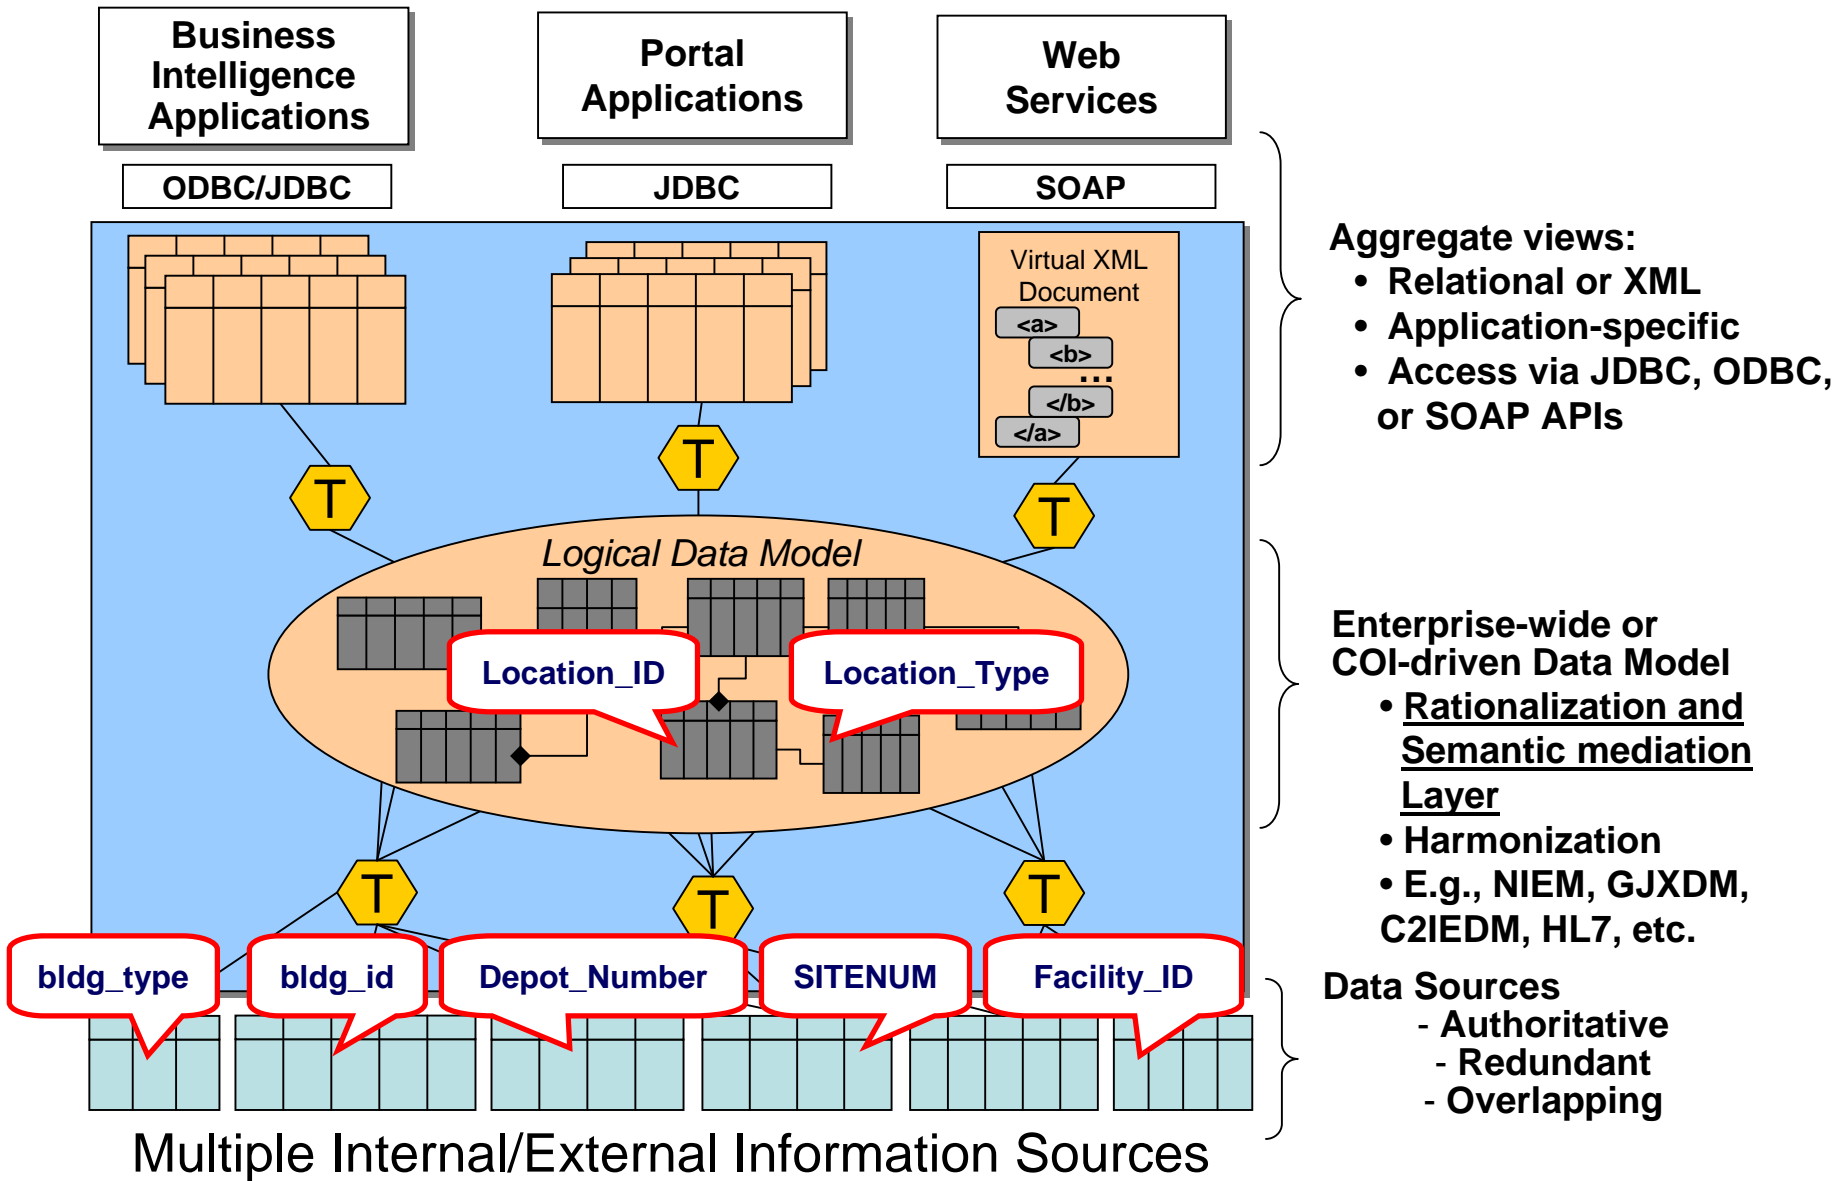 Business
Intelligence
Applications
Portal
Applications
Web
Services
ODBC/JDBC
JDBC
SOAP
Virtual XML
Document
<a>
<b>
...
</b>
</a>
T
T
T
Logical Data Model
Location_ID
Location_Type
T
T
T
bldg_type
bldg_id
Depot_Number
SITENUM
Facility_ID
Multiple Internal/External Information Sources
Aggregate views:
• Relational or XML
• Application-specific
• Access via JDBC, ODBC,
or SOAP APIs
Enterprise-wide or
COI-driven Data Model
• Rationalization and
Semantic mediation
Layer
• Harmonization
• E.g., NIEM, GJXDM,
C2IEDM, HL7, etc.
Data Sources
- Authoritative
- Redundant
- Overlapping